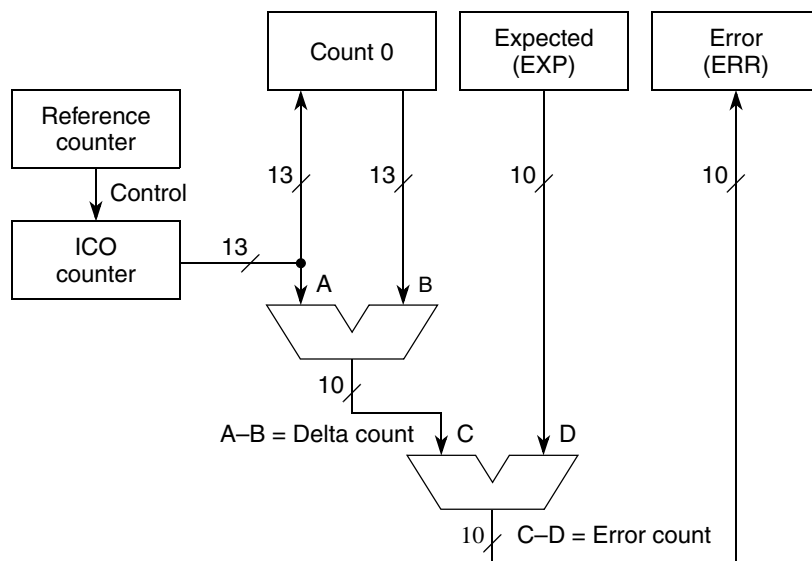 Count 0
Expected
(EXP)
Error
(ERR)
Reference
counter
13
13
10
10
Control
ICO
counter
13
A
B
10
A–B = Delta count
C
D
10
C–D = Error count